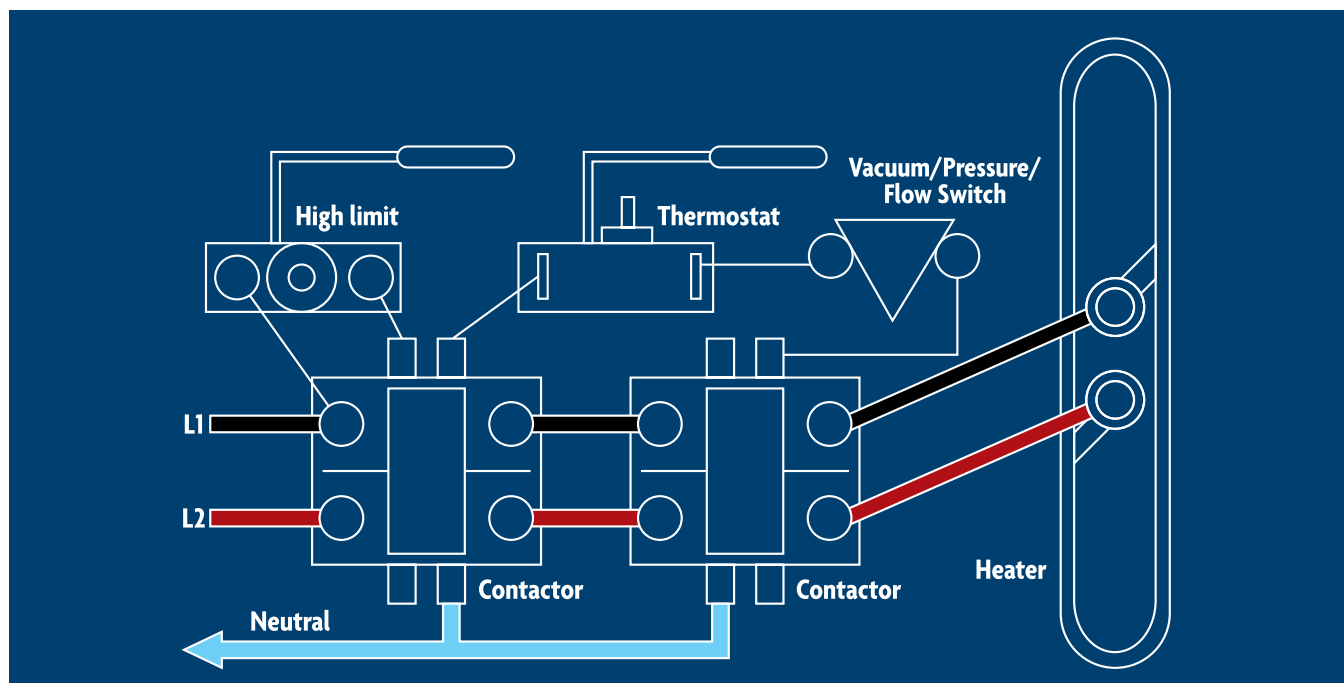 Vacuum/Pressure/
Flow Switch
High limit
Thermostat
L1
L2
Heater
Contactor
Contactor
Neutral